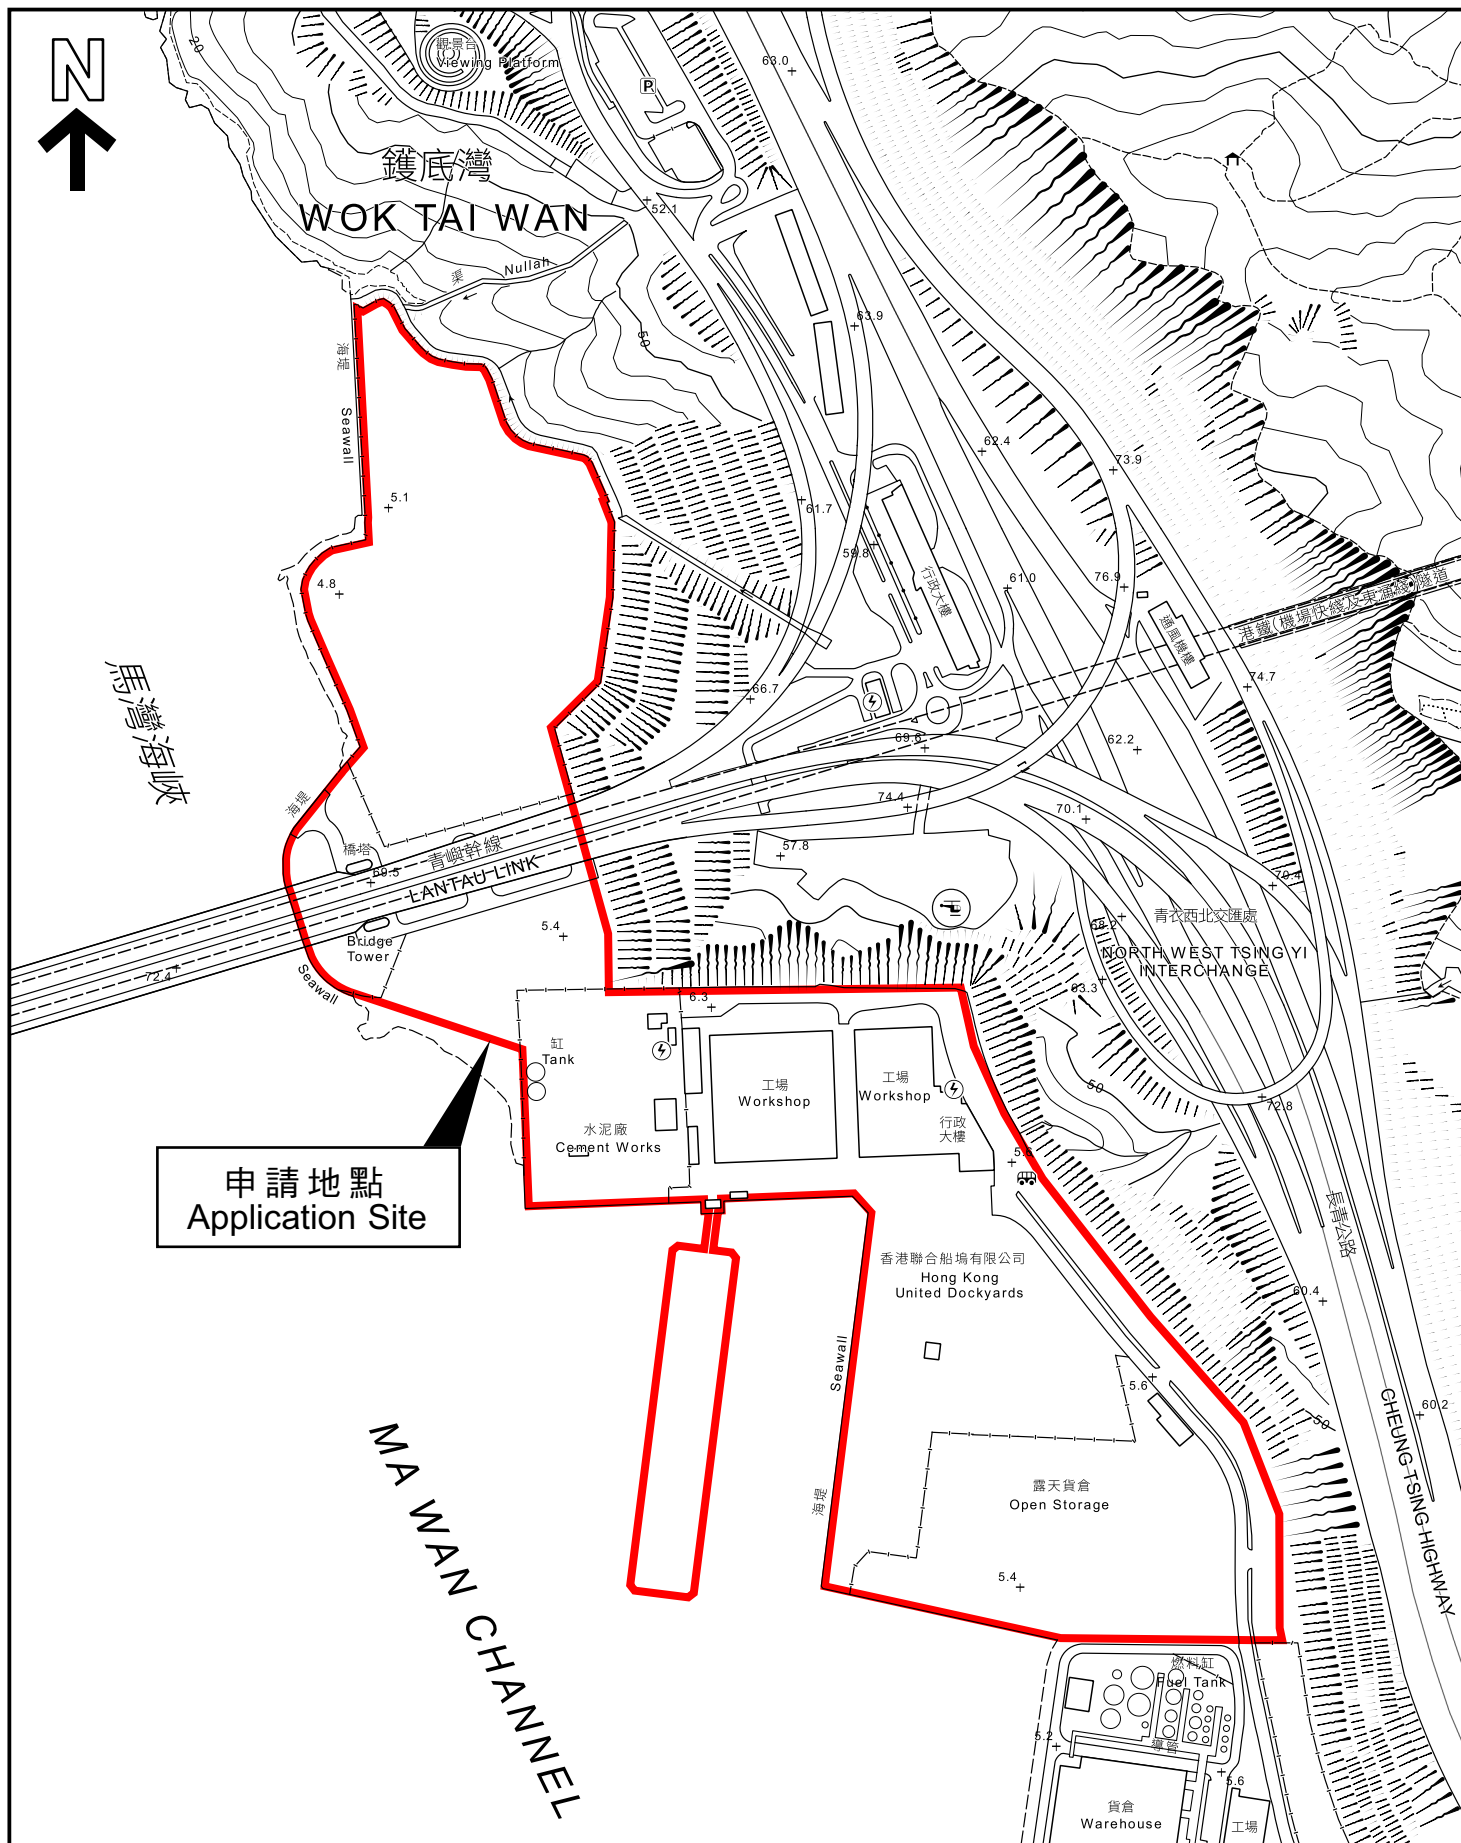 N
20
觀景台
Viewing Platform
P
63.0
鑊底灣
WOK TAI WAN
52.1
渠
Nullah
63.9
50
海堤
Seawall
5.1
62.4
73.9
61.7
59.8
行政大樓
61.0
76.9
4.8
通風機樓
港鐵(機場快綫及東涌綫)隧道
馬灣海峽
66.7
74.7
69.6
62.2
74.4
70.1
海堤
橋塔
69.5
青嶼幹線
LANTAU LINK
57.8
70.4
5.4
Bridge
Tower
68.2
青衣西北交匯處
NORTH WEST TSING YI
INTERCHANGE
72.4
Seawall
63.3
6.3
缸
Tank
工場
Workshop
工場
Workshop
50
72.8
水泥廠
Cement Works
行政
大樓
5.6
申請地點
Application Site
長青公路
香港聯合船塢有限公司
Hong Kong
United Dockyards
60.4
Seawall
5.6
CHEUNG TSING HIGHWAY
60.2
50
海堤
露天貨倉
Open Storage
MA WAN CHANNEL
5.4
燃料缸
Fuel Tank
5.2
導管
5.6
貨倉
Warehouse
工場